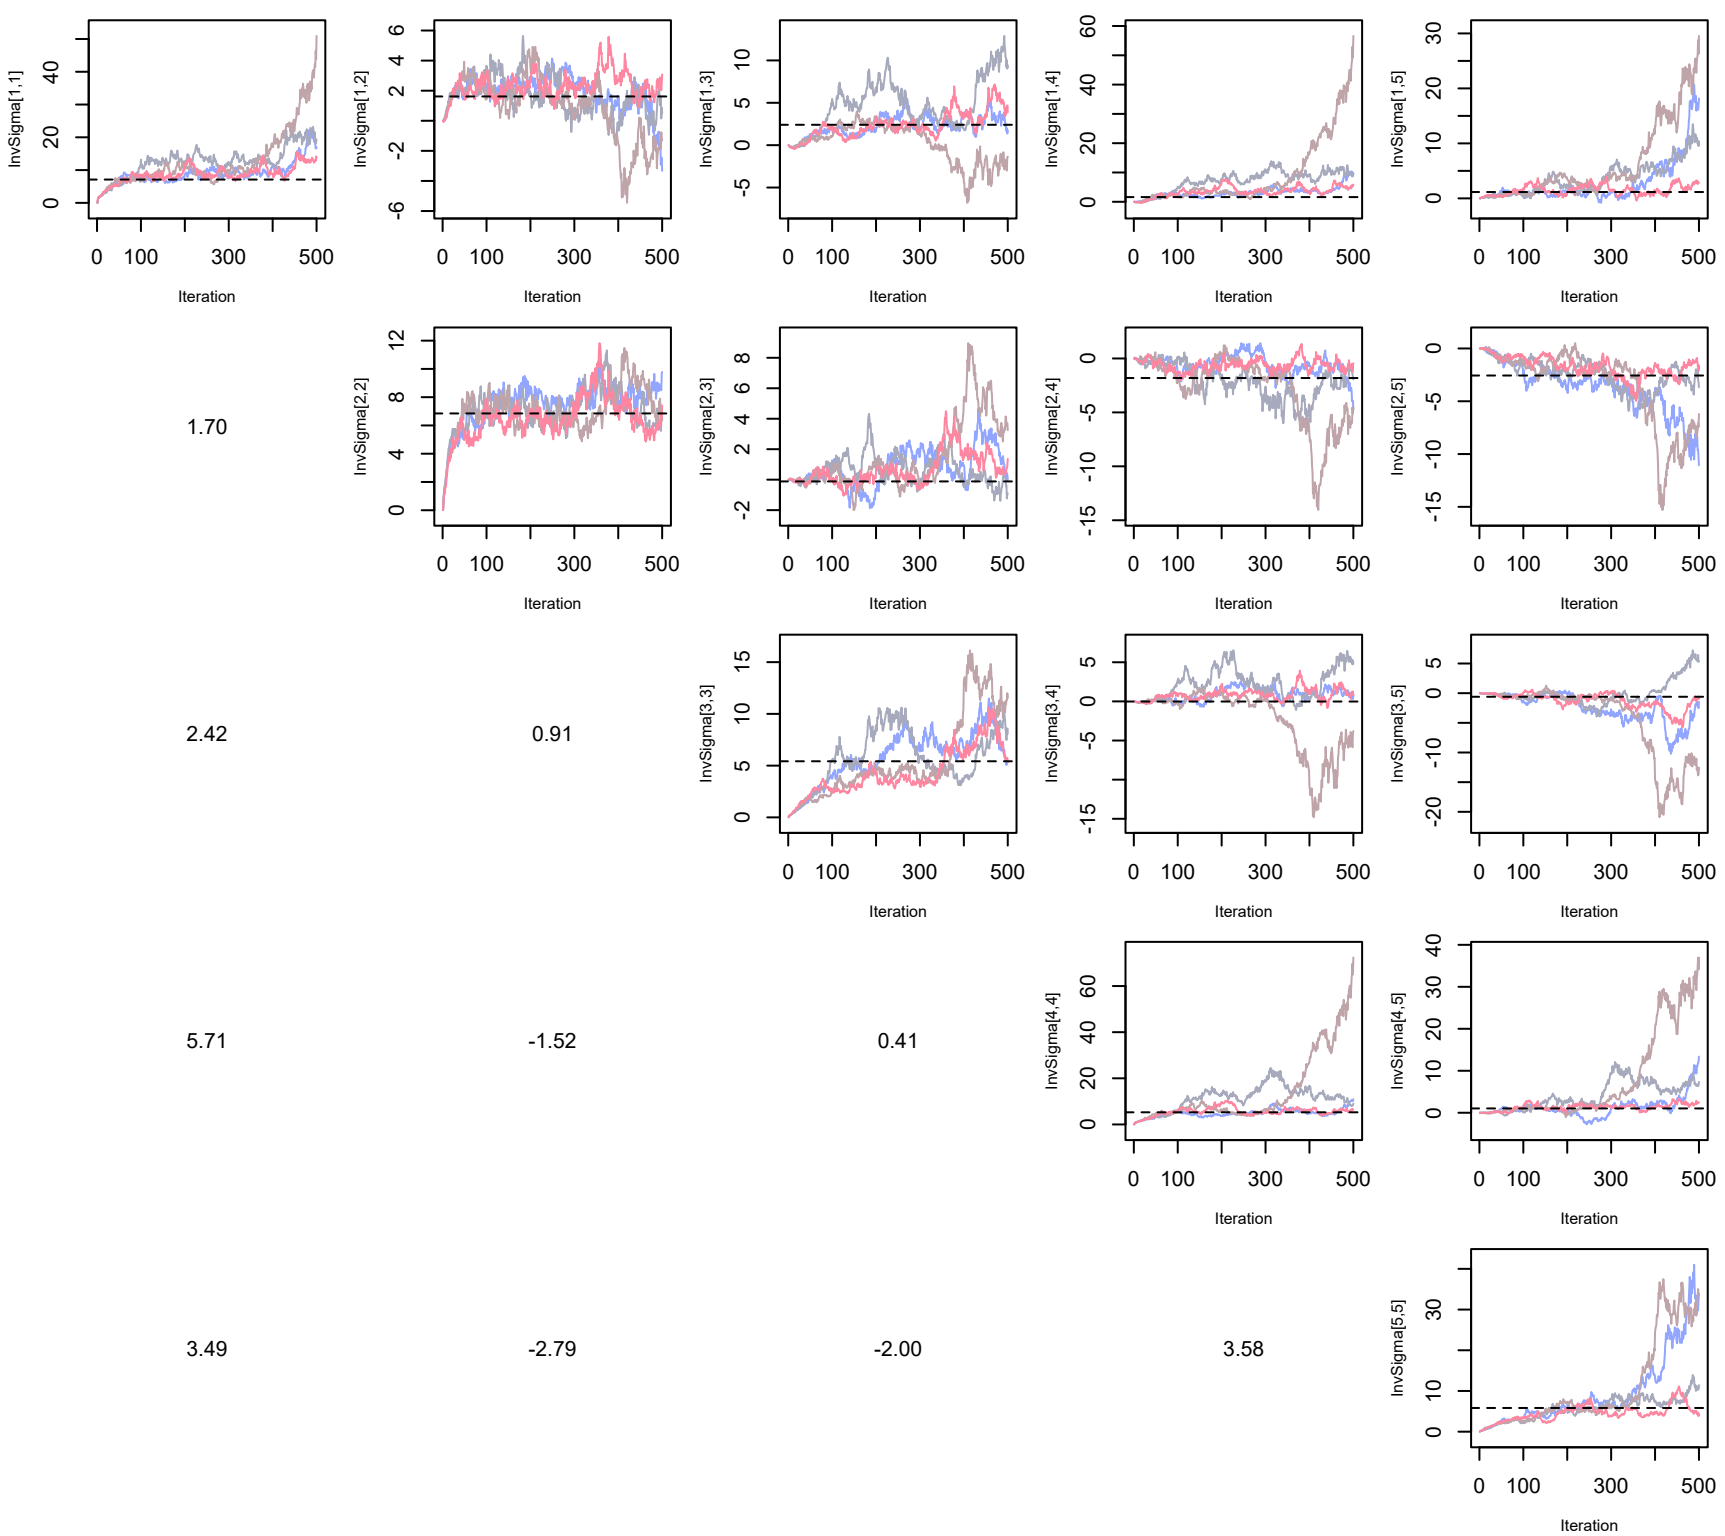 InvSigma[1,1]
0 20 40
0 100 300 500
Iteration
InvSigma[1,2]
-6 -2 2 4 6
0 100 300 500
Iteration
InvSigma[1,3]
-5 0 5 10
0 100 300 500
Iteration
InvSigma[1,4]
0 20 40 60
0 100 300 500
Iteration
InvSigma[1,5]
0 10 20 30
0 100 300 500
Iteration
1.70
InvSigma[2,2]
0 4 8 12
0 100 300 500
Iteration
InvSigma[2,3]
-2 2 4 6 8
0 100 300 500
Iteration
InvSigma[2,4]
-15 -10 -5 0
0 100 300 500
Iteration
InvSigma[2,5]
-15 -10 -5 0
0 100 300 500
Iteration
2.42
0.91
InvSigma[3,3]
0 5 10 15
0 100 300 500
Iteration
InvSigma[3,4]
-15 -5 0 5
0 100 300 500
Iteration
InvSigma[3,5]
-20 -10 0 5
0 100 300 500
Iteration
5.71
-1.52
0.41
InvSigma[4,4]
0 20 40 60
0 100 300 500
Iteration
InvSigma[4,5]
0 10 20 30 40
0 100 300 500
Iteration
3.49
-2.79
-2.00
3.58
InvSigma[5,5]
0 10 30
0 100 300 500
Iteration